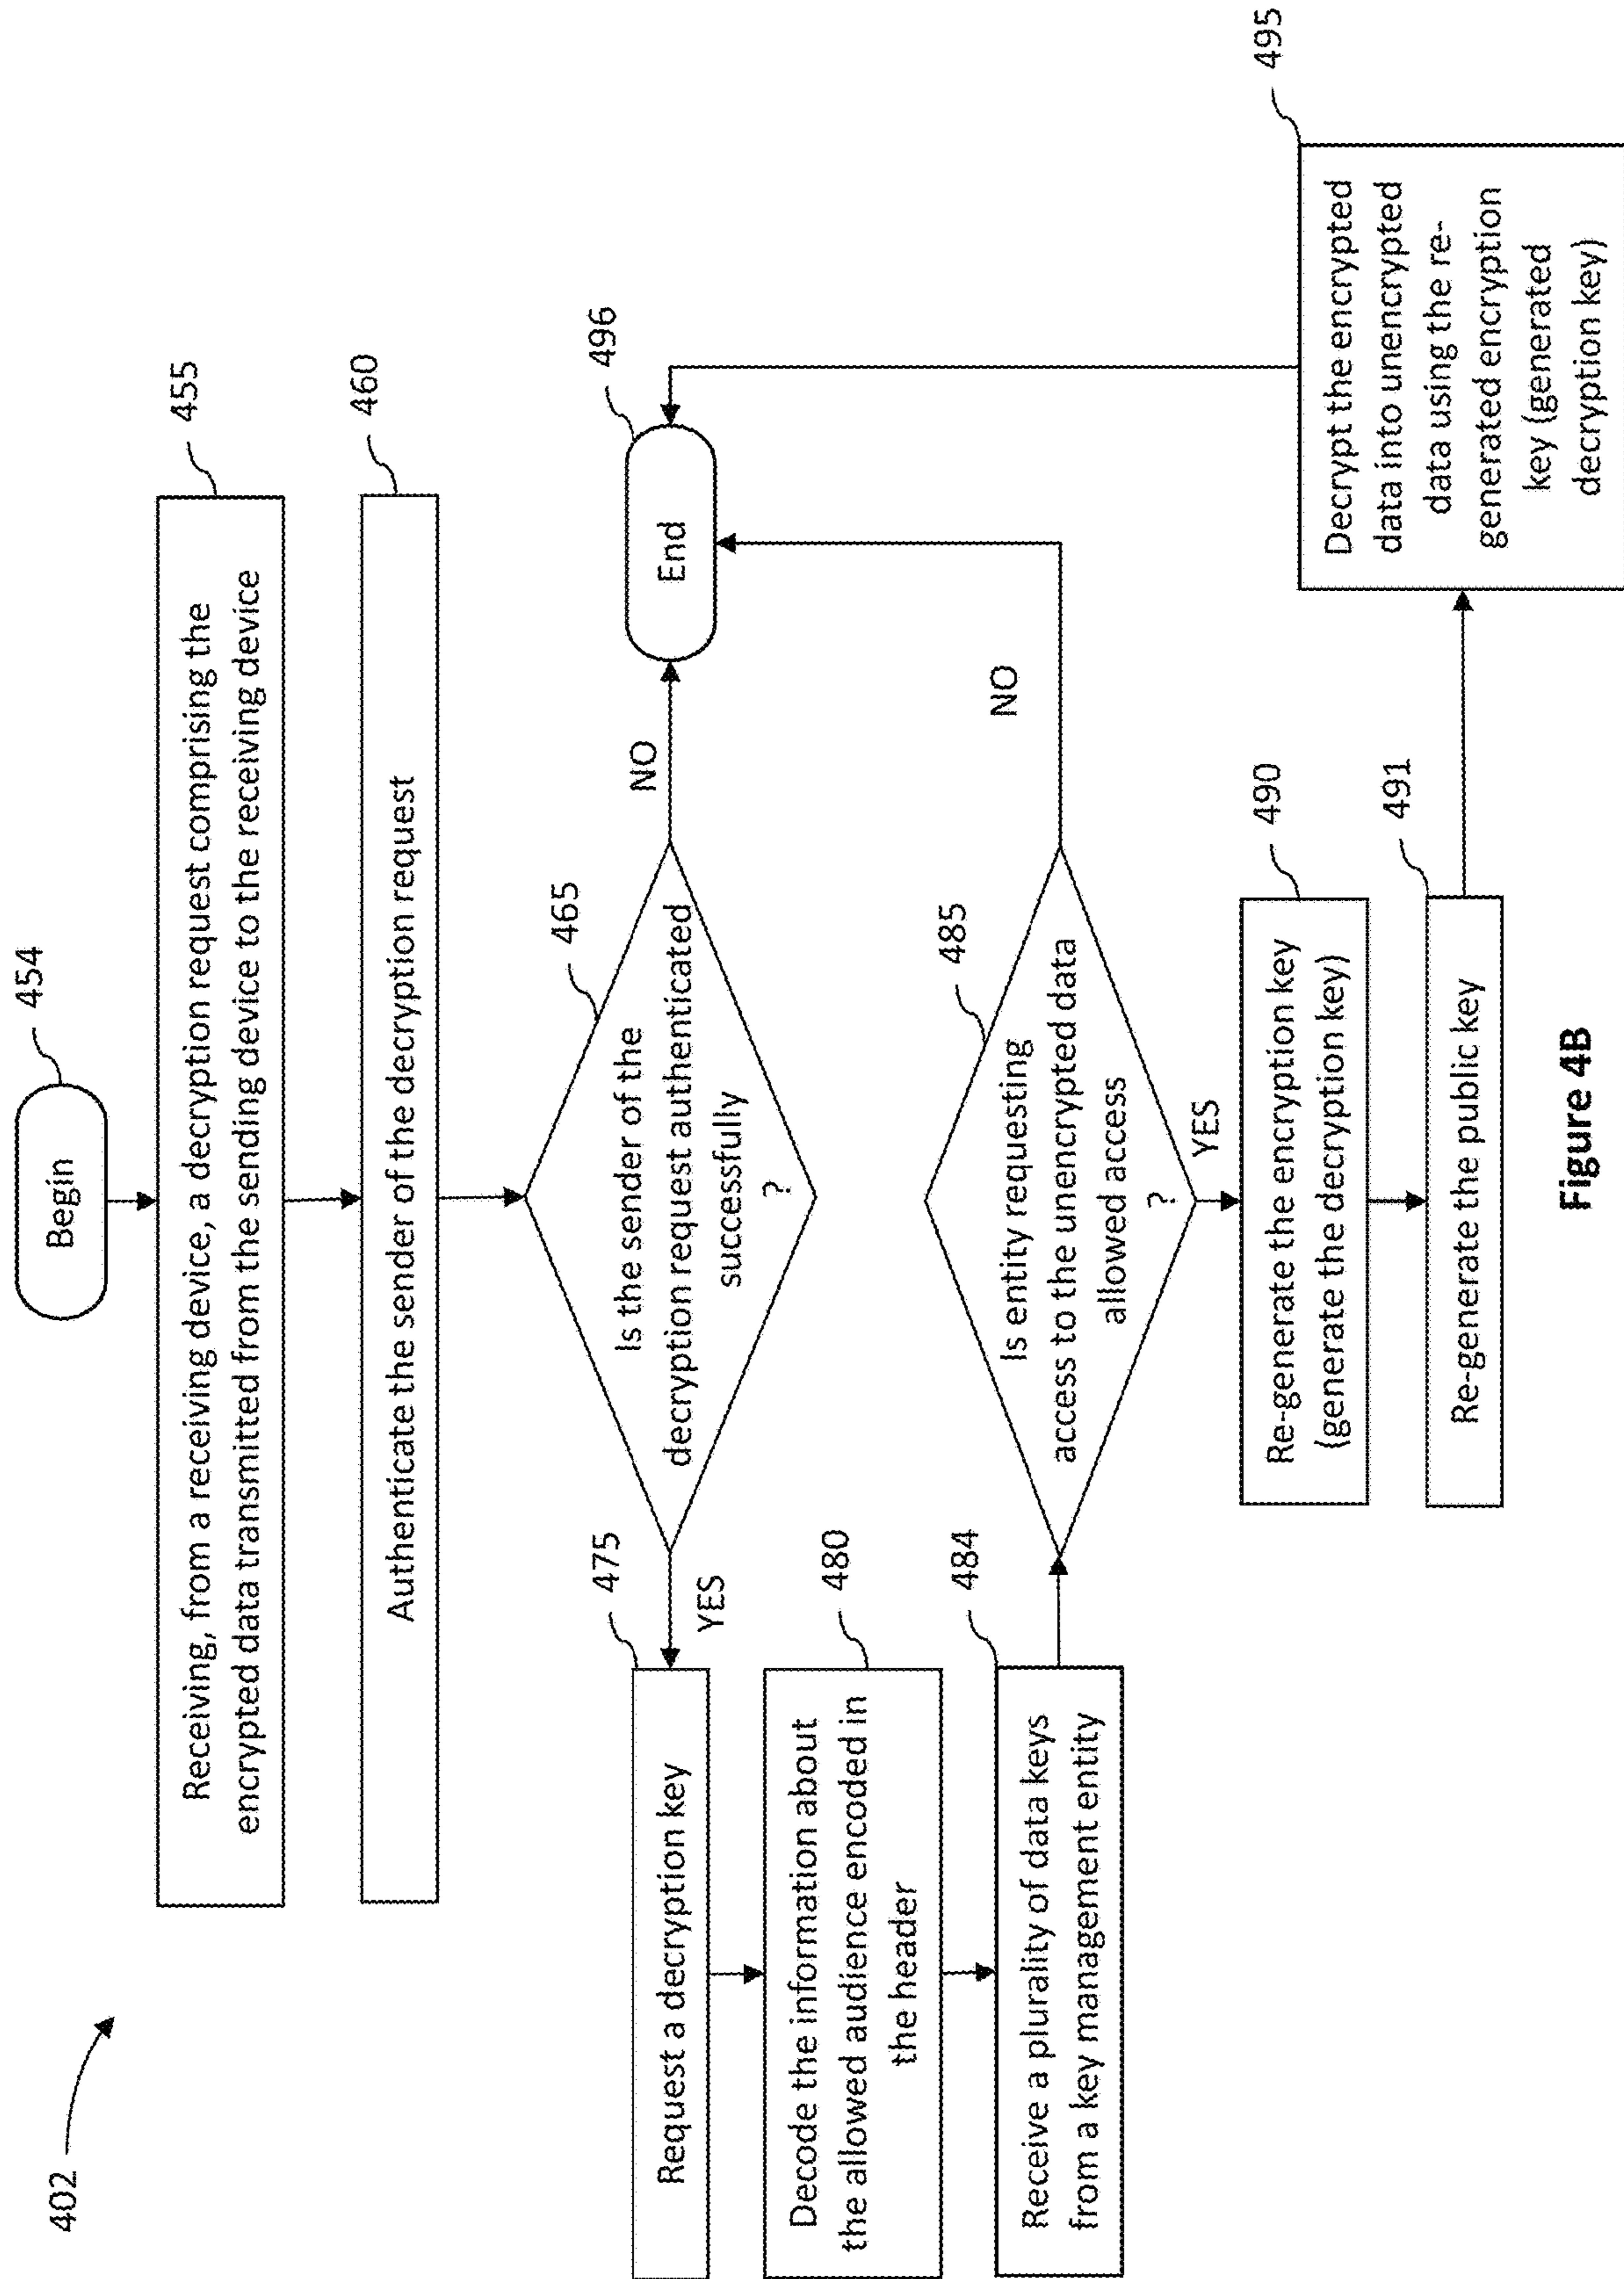 402
Begin
454
Receiving, from a receiving device, a decryption request comprising the
encrypted data transmitted from the sending device to the receiving device
455
Authenticate the sender of the decryption request
460
Is the sender of the
decryption request authenticated
successfully
?
465
NO
End
496
YES
Request a decryption key
475
Decode the information about
the allowed audience encoded in
the header
480
Receive a plurality of data keys
from a key management entity
484
Is entity requesting
access to the unencrypted data
allowed access
?
485
NO
YES
Re-generate the encryption key
(generate the decryption key)
490
Re-generate the public key
491
Decrypt the encrypted
data into unencrypted
data using the re-
generated encryption
key (generated
decryption key)
495
Figure 4B